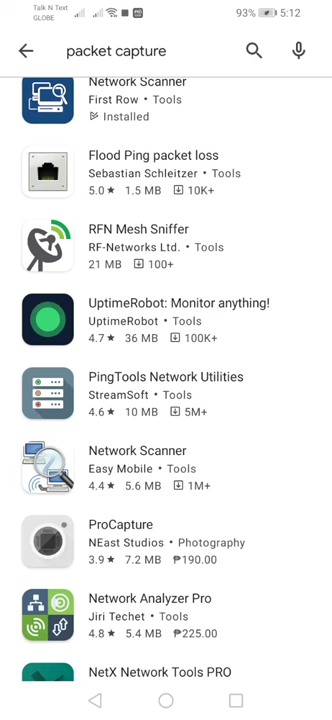 Talk N Text
GLOBE
93% 5:12
packet capture
Network Scanner
First Row • Tools
Installed
Flood Ping packet loss
Sebastian Schleitzer • Tools
5.0★ 1.5 MB 10K+
RFN Mesh Sniffer
RF-Networks Ltd. • Tools
21 MB 100+
UptimeRobot: Monitor anything!
UptimeRobot • Tools
4.7★ 36 MB 100K+
PingTools Network Utilities
StreamSoft • Tools
4.6★ 10 MB 5M+
Network Scanner
Easy Mobile • Tools
4.4★ 5.6 MB 1M+
ProCapture
NEast Studios • Photography
3.9★ 7.2 MB ₱190.00
Network Analyzer Pro
Jiri Techet • Tools
4.8★ 5.4 MB ₱225.00
NetX Network Tools PRO